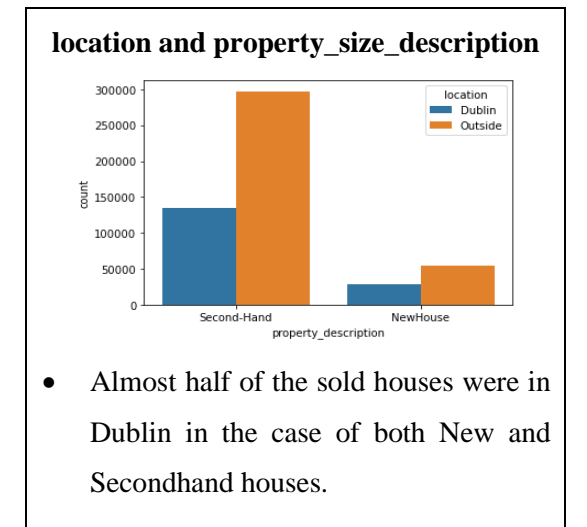 location and property_size_description
300000
250000
200000
150000
100000
50000
0
count
location
Dublin
Outside
Second-Hand
NewHouse
property_description
• Almost half of the sold houses were in
Dublin in the case of both New and
Secondhand houses.